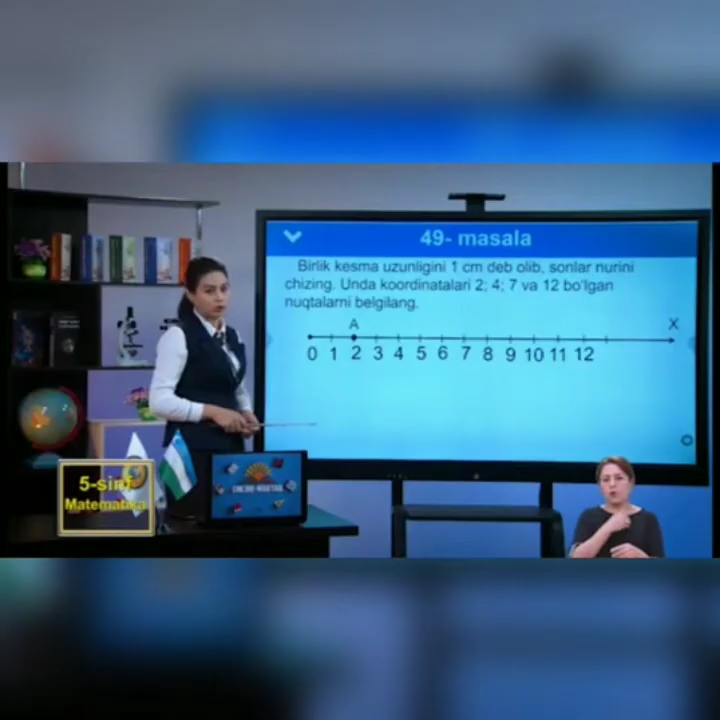 49- masala
Birlik kesma uzunligini 1 cm deb olib, sonlar nurini
chizing. Unda koordinatalari 2; 4; 7 va 12 bo'lgan
nuqtalarni belgilang.
A X
0 1 2 3 4 5 6 7 8 9 10 11 12
5-sinf
Matematika